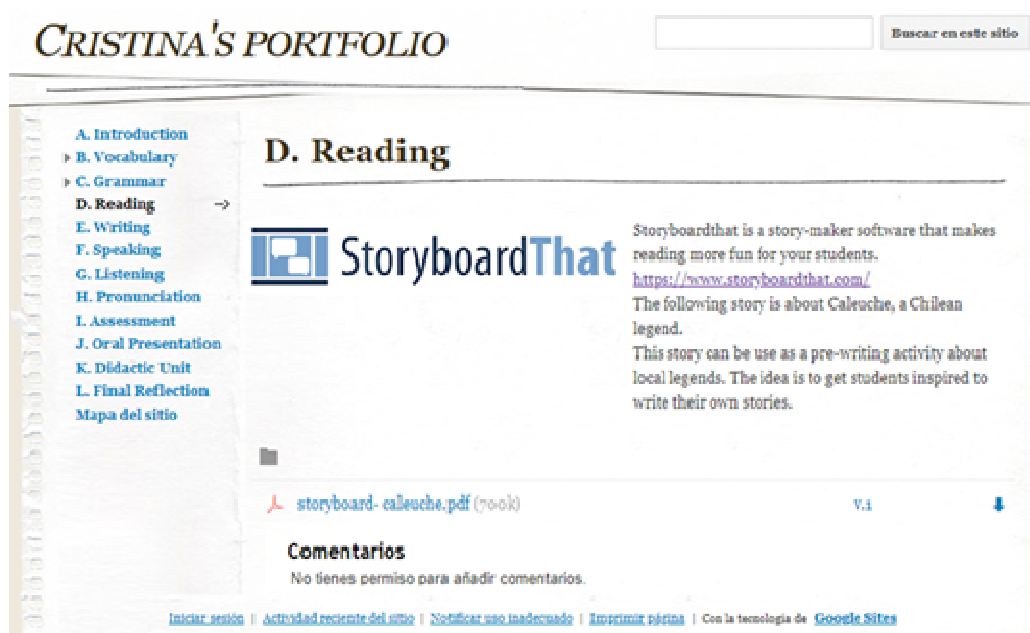 CRISTINA'S PORTFOLIO
Buscar en este sitio
A. Introduction
B. Vocabulary
C. Grammar
D. Reading
E. Writing
F. Speaking
G. Listening
H. Pronunciation
I. Assessment
J. Oral Presentation
K. Didactic Unit
L. Final Reflection
Mapa del sitio
D. Reading
StoryboardThat
Storyboardthat is a story-maker software that makes
reading more fun for your students.
https://www.storyboardthat.com/
The following story is about Caleuche, a Chilean
legend.
This story can be use as a pre-writing activity about
local legends. The idea is to get students inspired to
write their own stories.
storyboard- caleuche.pdf (700k) v.1
Comentarios
No tienes permiso para añadir comentarios.
Iniciar sesión | Actividad reciente del sitio | Notificar uso inadecuado | Imprimir página | Con la tecnología de Google Sites